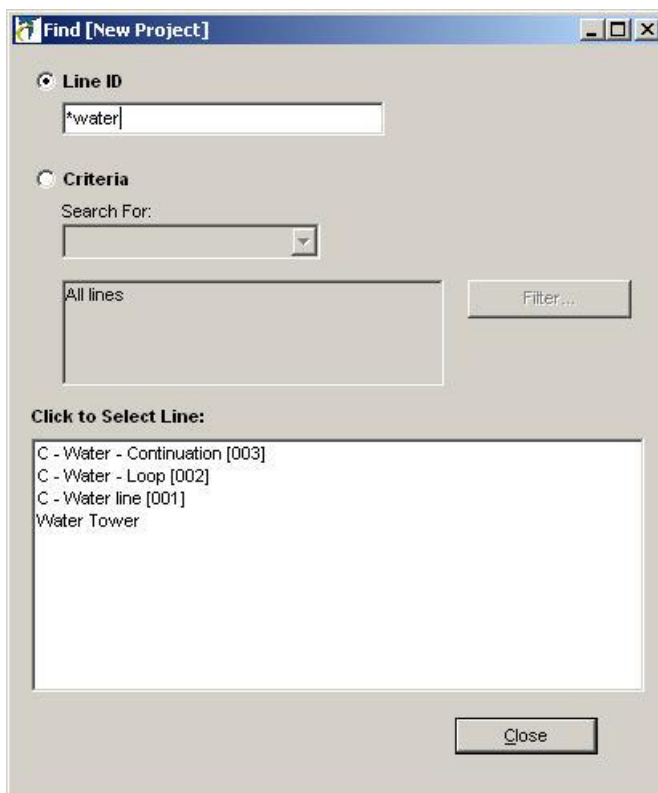 Find [New Project]
Line ID
*water
Criteria
Search For:
All lines
Filter...
Click to Select Line:
C - Water - Continuation [003]
C - Water - Loop [002]
C - Water line [001]
Water Tower
Close